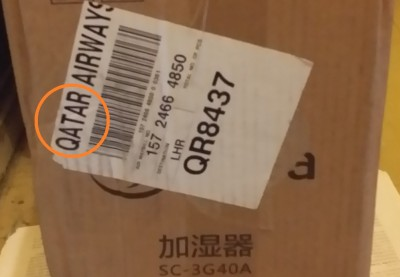 QATAR AIRWAYS
157 2466 4850
LHR
QR8437
a
加湿器
SC-3G40A